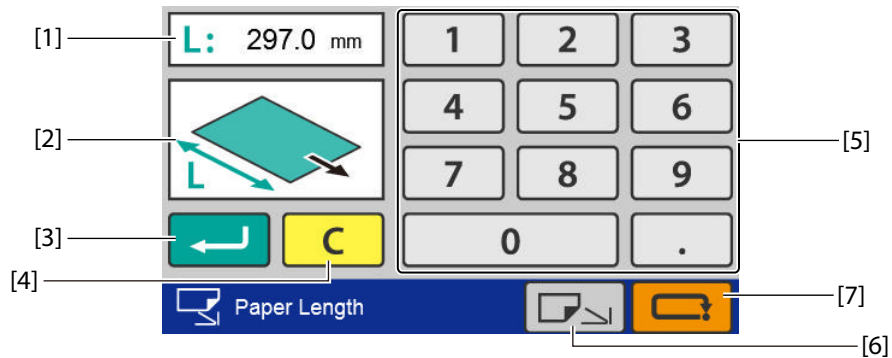 [1] L: 297.0 mm 1 2 3
4 5 6
[2] L [5]
7 8 9
[3] C 0 .
[4]
Paper Length [7]
[6]